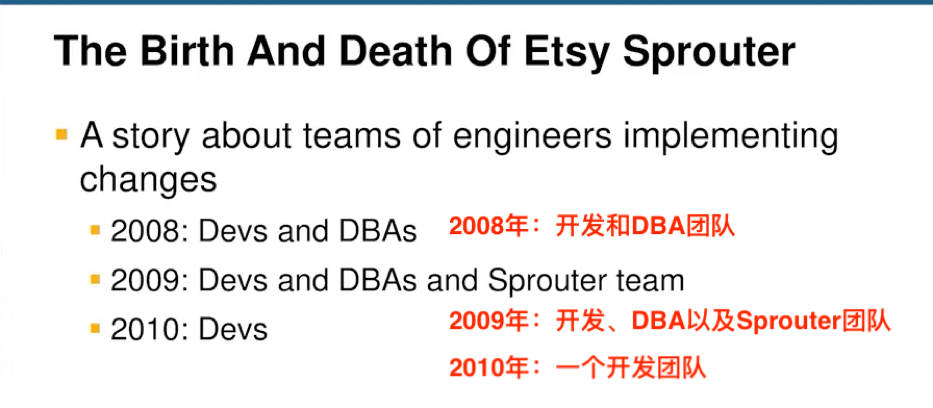 The Birth And Death Of Etsy Sprouter
A story about teams of engineers implementing
changes
2008: Devs and DBAs
2008年：开发和DBA团队
2009: Devs and DBAs and Sprouter team
2009年：开发、DBA以及Sprouter团队
2010: Devs
2010年：一个开发团队